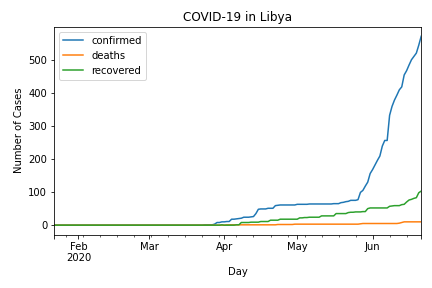 COVID-19 in Libya
confirmed
deaths
recovered
Number of Cases
500
400
300
200
100
0
Feb
2020
Mar
Apr
May
Jun
Day